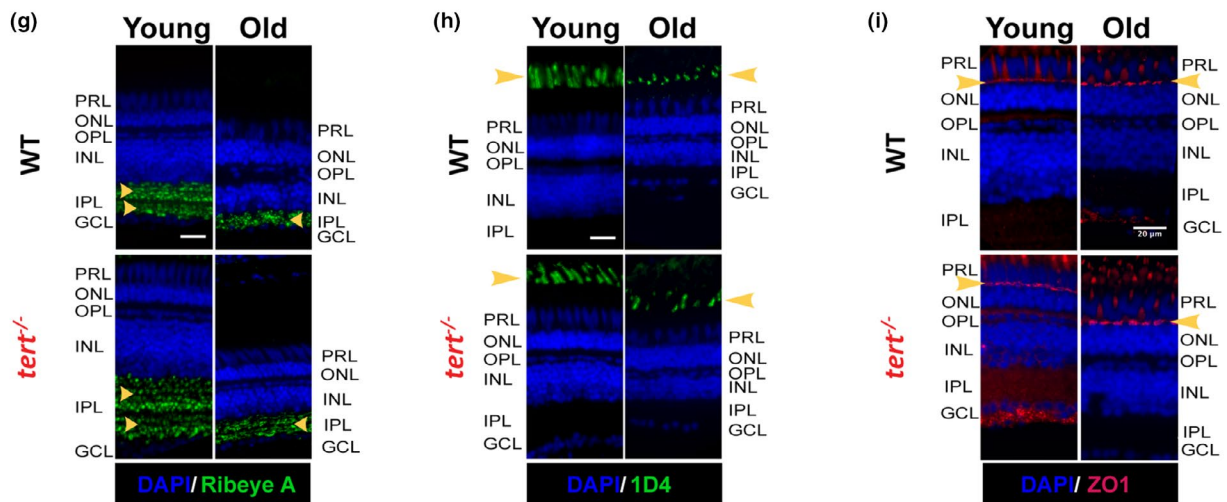 (g)
Young Old
WT
PRL
ONL
OPL
INL
IPL
GCL
PRL
ONL
OPL
INL
IPL
GCL
tert-/-
PRL
ONL
OPL
INL
IPL
GCL
PRL
ONL
INL
IPL
GCL
DAPI/Ribeye A
(h)
Young Old
WT
PRL
ONL
OPL
INL
IPL
PRL
ONL
OPL
INL
IPL
GCL
tert-/-
PRL
ONL
OPL
INL
IPL
GCL
PRL
ONL
OPL
INL
IPL
GCL
DAPI/1D4
(i)
Young Old
WT
PRL
ONL
OPL
INL
IPL
PRL
ONL
OPL
INL
IPL
GCL
20 µm
tert-/-
PRL
ONL
OPL
INL
IPL
GCL
PRL
ONL
OPL
INL
IPL
GCL
DAPI/ ZO1